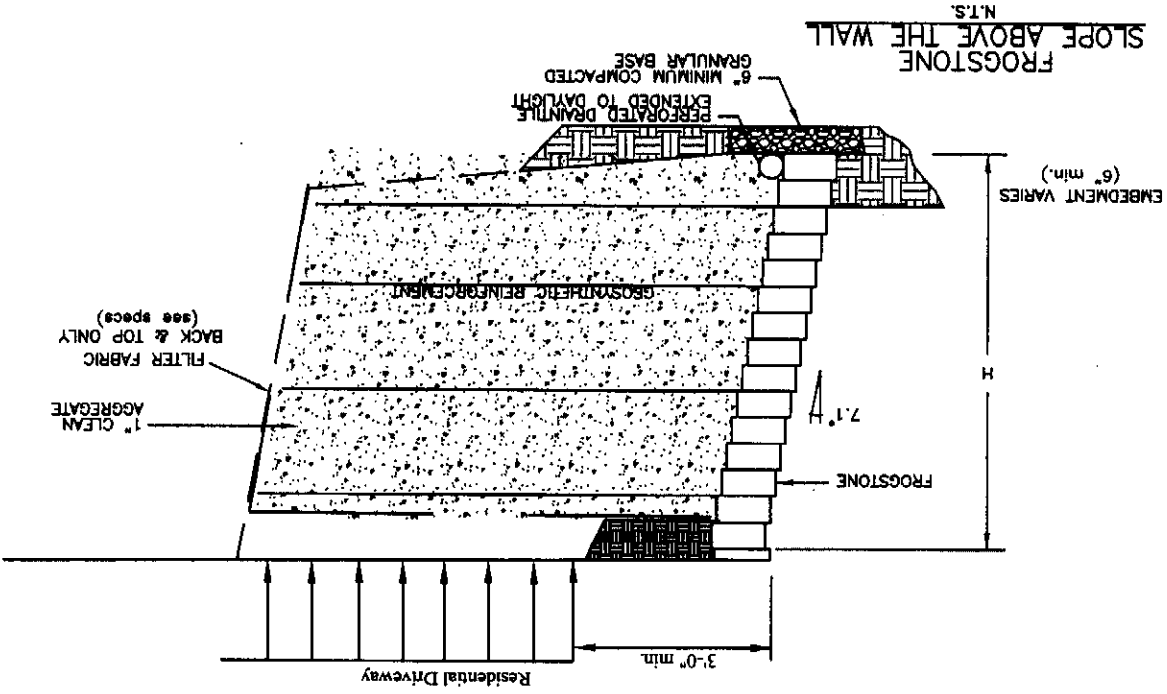 Residential Driveway
3'-0" min.
FROGSTONE
7.1°
1" CLEAN
AGGREGATE
FILTER FABRIC
BACK & TOP ONLY
(see specs)
H
GEOSYNTHETIC REINFORCEMENT
EMBEDMENT VARIES
(6" min.)
PERFORATED DRAINTILE
EXTENDED TO DAYLIGHT
6" MINIMUM COMPACTED
GRANULAR BASE
FROGSTONE
SLOPE ABOVE THE WALL
N.T.S.